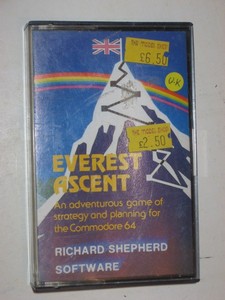 THE MODEL SHOP
£6.50
UK
THE MODEL SHOP
£2.50
EVEREST
ASCENT
An adventurous game of
strategy and planning for
the Commodore 64
RICHARD SHEPHERD
SOFTWARE